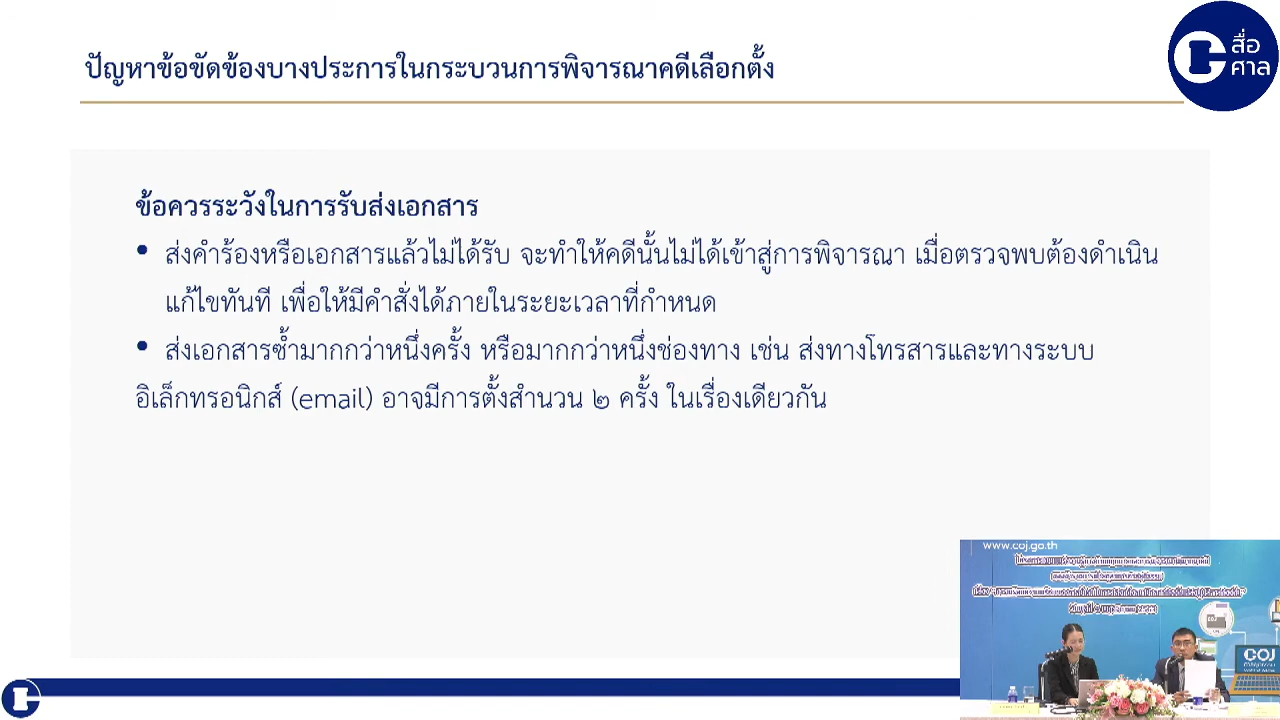 ปัญหาข้อขัดข้องบางประการในกระบวนการพิจารณาคดีเลือกตั้ง
สื่อ
ศาล
ข้อควรระวังในการรับส่งเอกสาร
• ส่งคำร้องหรือเอกสารแล้วไม่ได้รับ จะทำให้คดีนั้นไม่ได้เข้าสู่การพิจารณา เมื่อตรวจพบต้องดำเนิน
แก้ไขทันที เพื่อให้มีคำสั่งได้ภายในระยะเวลาที่กำหนด
• ส่งเอกสารซ้ำมากกว่าหนึ่งครั้ง หรือมากกว่าหนึ่งช่องทาง เช่น ส่งทางโทรสารและทางระบบ
อิเล็กทรอนิกส์ (email) อาจมีการตั้งสำนวน ๒ ครั้ง ในเรื่องเดียวกัน
www.coj.go.th
COJ